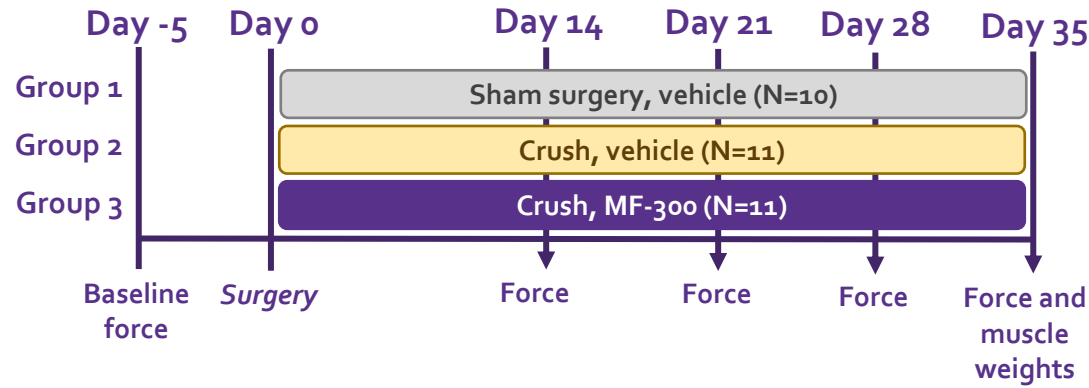 Day -5
Day 0
Day 14
Day 21
Day 28
Day 35
Group 1
Sham surgery, vehicle (N=10)
Group 2
Crush, vehicle (N=11)
Group 3
Crush, MF-300 (N=11)
Baseline
force
Surgery
Force
Force
Force
Force and
muscle
weights